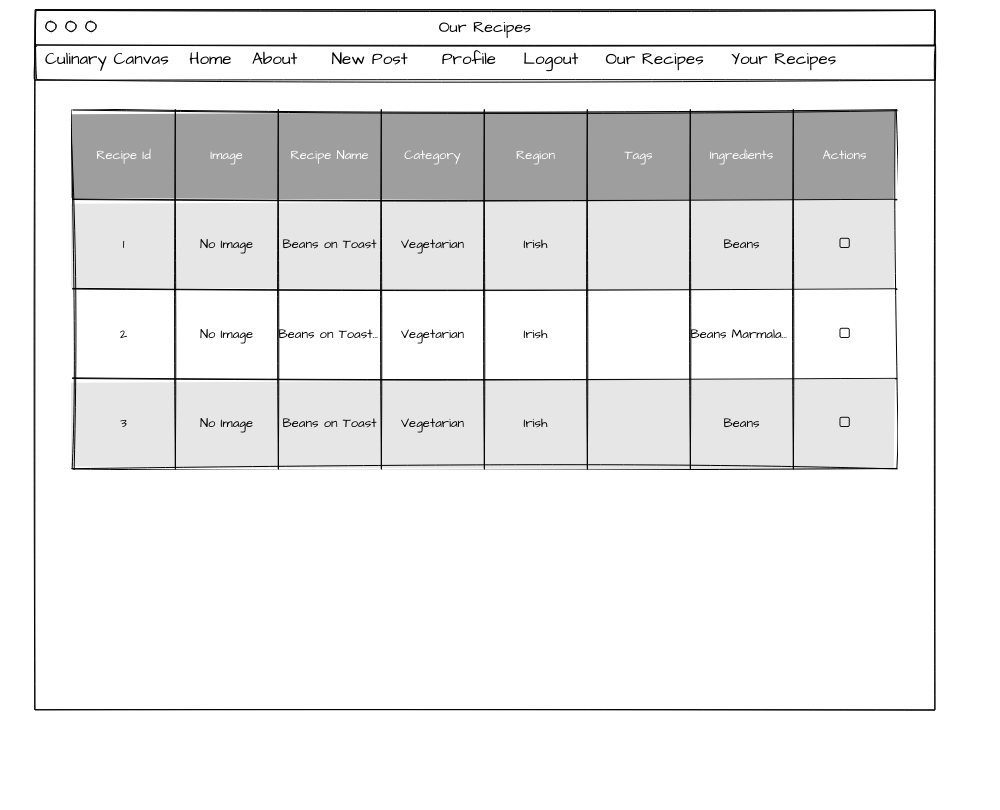 Our Recipes
Culinary Canvas Home About New Post Profile Logout Our Recipes Your Recipes
Recipe Id Image Recipe Name Category Region Tags Ingredients Actions
1 No Image Beans on Toast Vegetarian Irish Beans
2 No Image Beans on Toast... Vegetarian Irish Beans Marmala...
3 No Image Beans on Toast Vegetarian Irish Beans